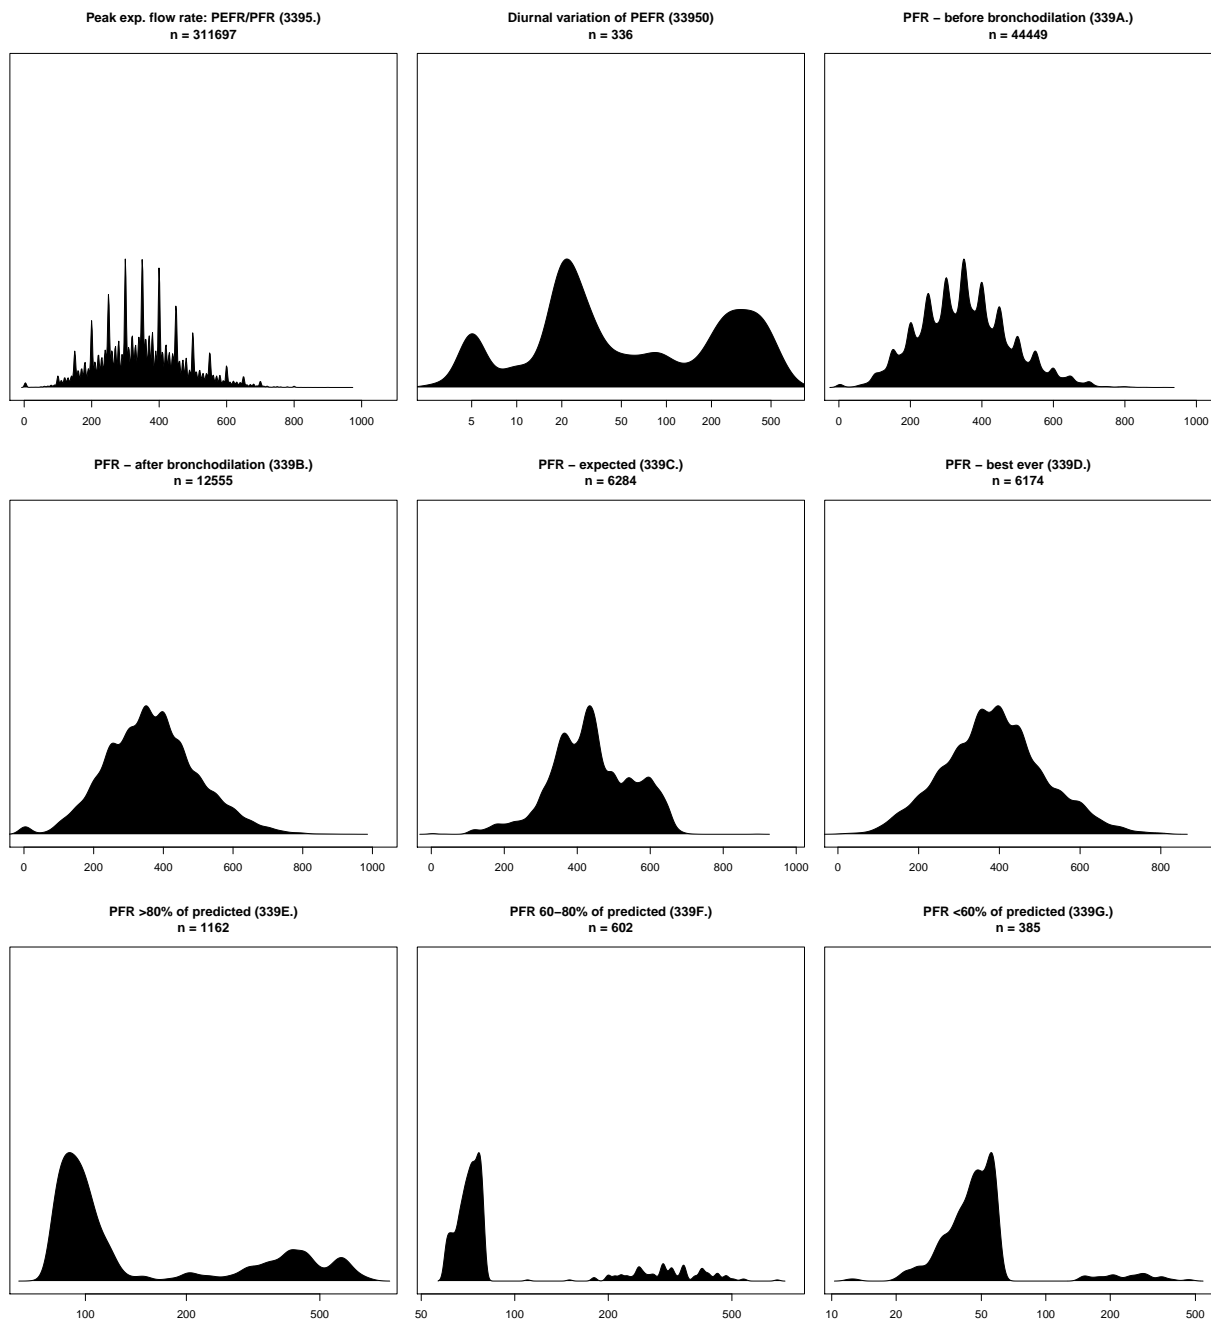 Peak exp. flow rate: PEFR/PFR (3395.)
n = 311697
0 200 400 600 800 1000
Diurnal variation of PEFR (33950)
n = 336
5 10 20 50 100 200 500
PFR − before bronchodilation (339A.)
n = 44449
0 200 400 600 800 1000
PFR − after bronchodilation (339B.)
n = 12555
0 200 400 600 800 1000
PFR − expected (339C.)
n = 6284
0 200 400 600 800 1000
PFR − best ever (339D.)
n = 6174
0 200 400 600 800
PFR >80% of predicted (339E.)
n = 1162
100 200 500
PFR 60−80% of predicted (339F.)
n = 602
50 100 200 500
PFR <60% of predicted (339G.)
n = 385
10 20 50 100 200 500